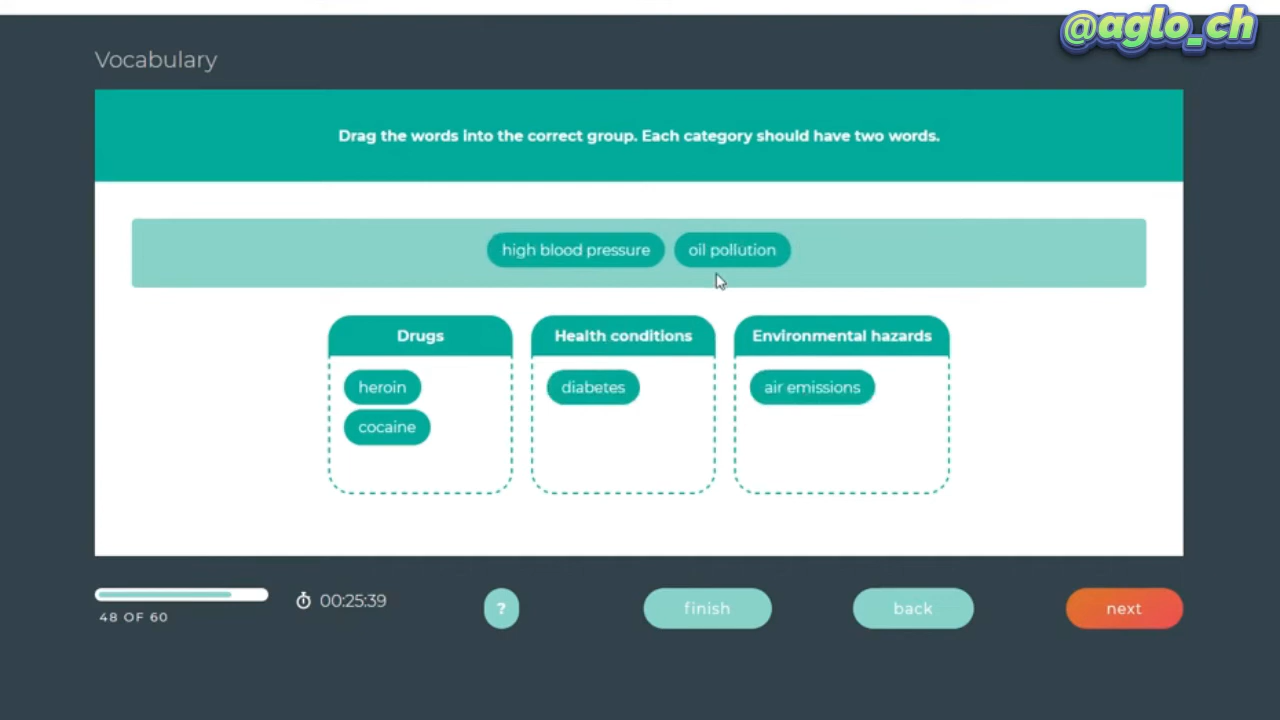 @aglo_ch
Vocabulary
Drag the words into the correct group. Each category should have two words.
high blood pressure oil pollution
Drugs Health conditions Environmental hazards
heroin diabetes air emissions
cocaine
00:25:39 ? finish back next
48 OF 60